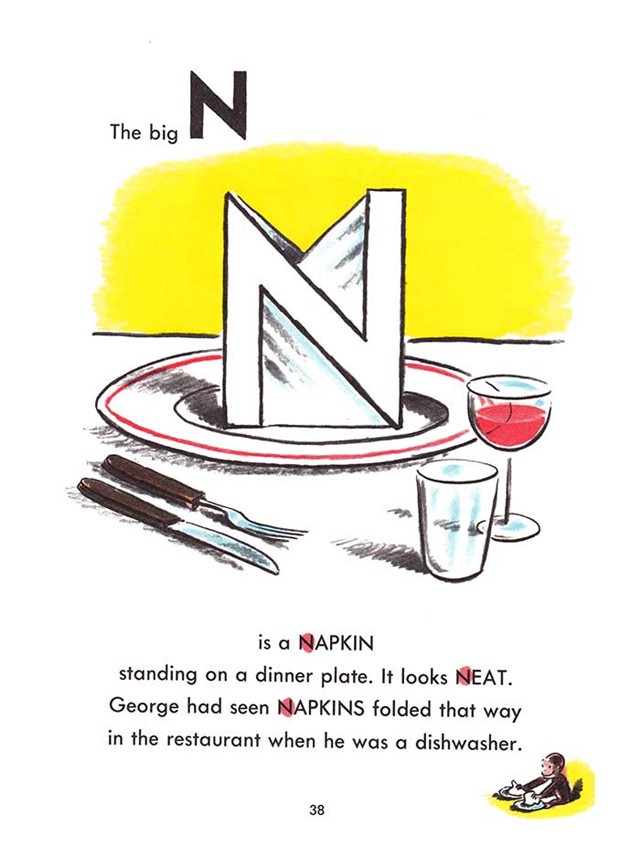 The big N
is a NAPKIN
standing on a dinner plate. It looks NEAT.
George had seen NAPKINS folded that way
in the restaurant when he was a dishwasher.
38